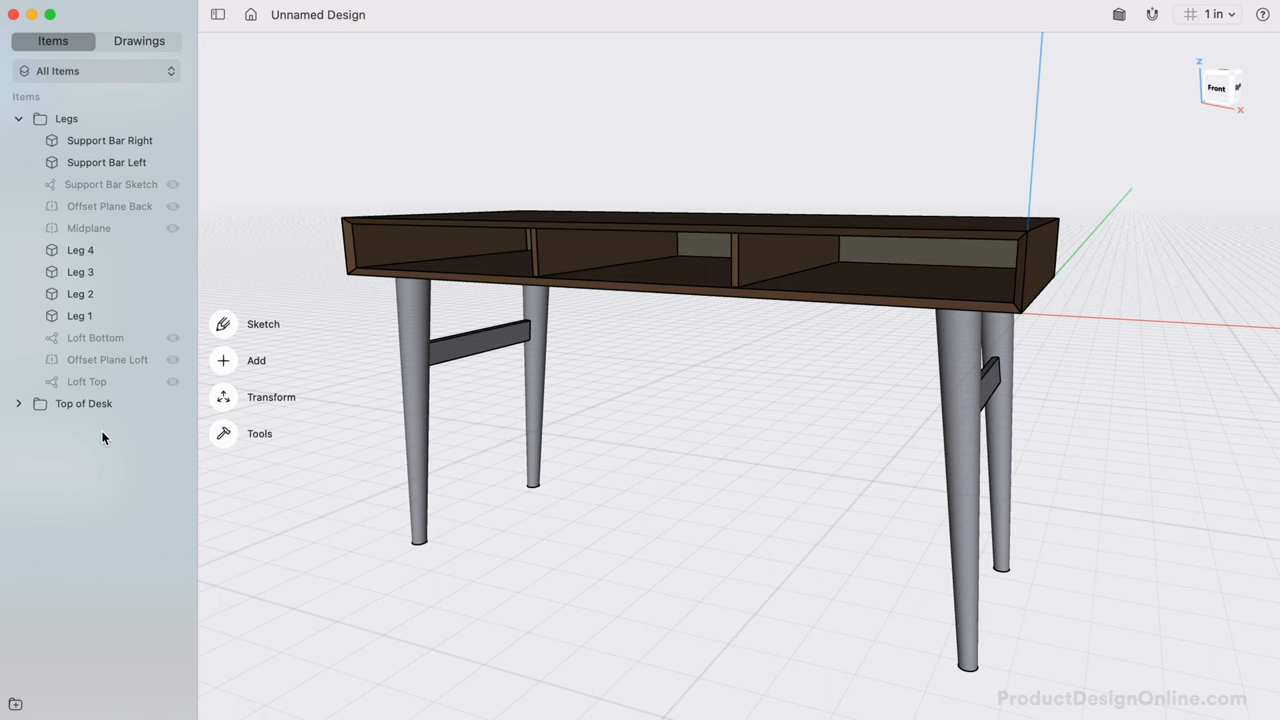 Unnamed Design
1 in
Items
Drawings
All Items
Items
Legs
Support Bar Right
Support Bar Left
Support Bar Sketch
Offset Plane Back
Midplane
Leg 4
Leg 3
Leg 2
Leg 1
Loft Bottom
Offset Plane Loft
Loft Top
Top of Desk
Sketch
Add
Transform
Tools
Z
Front
X
ProductDesignOnline.com